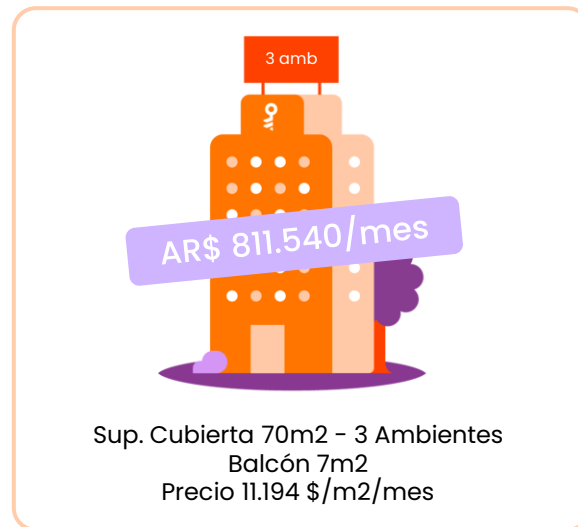 3 amb
AR$ 811.540/mes
Sup. Cubierta 70m2 - 3 Ambientes
Balcón 7m2
Precio 11.194 $/m2/mes